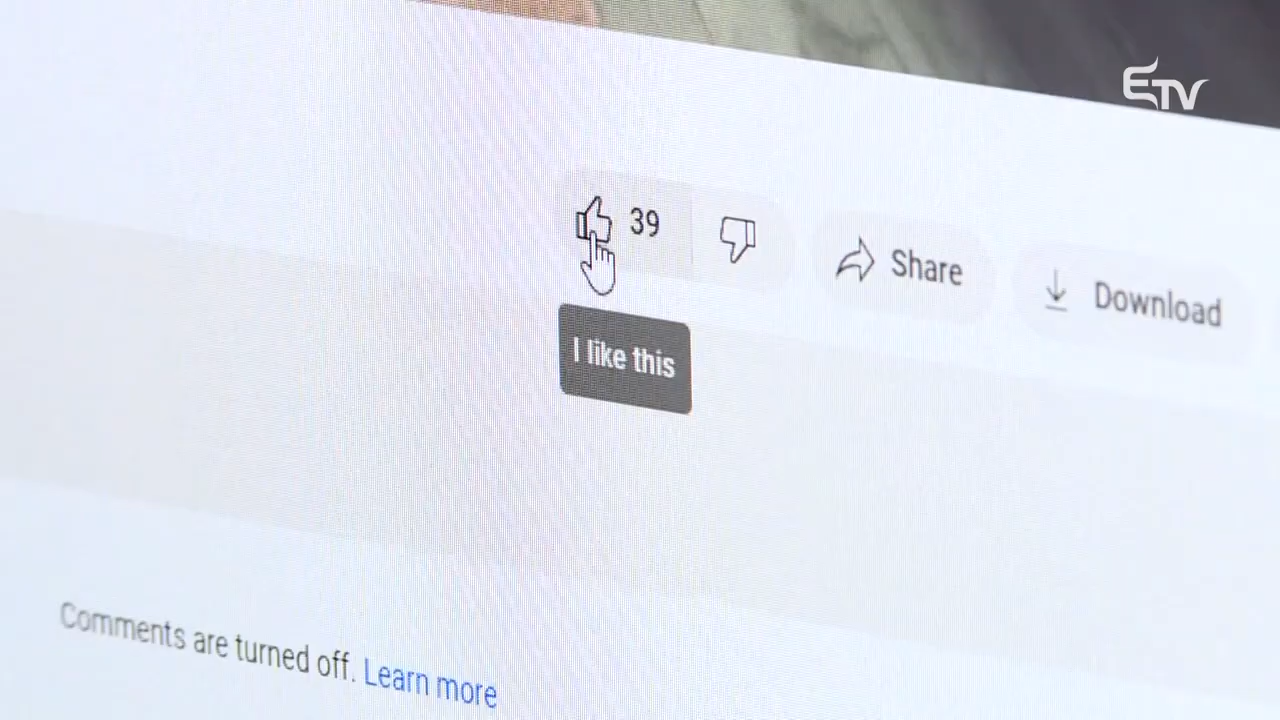 ETV
39
Share
Download
I like this
Comments are turned off. Learn more